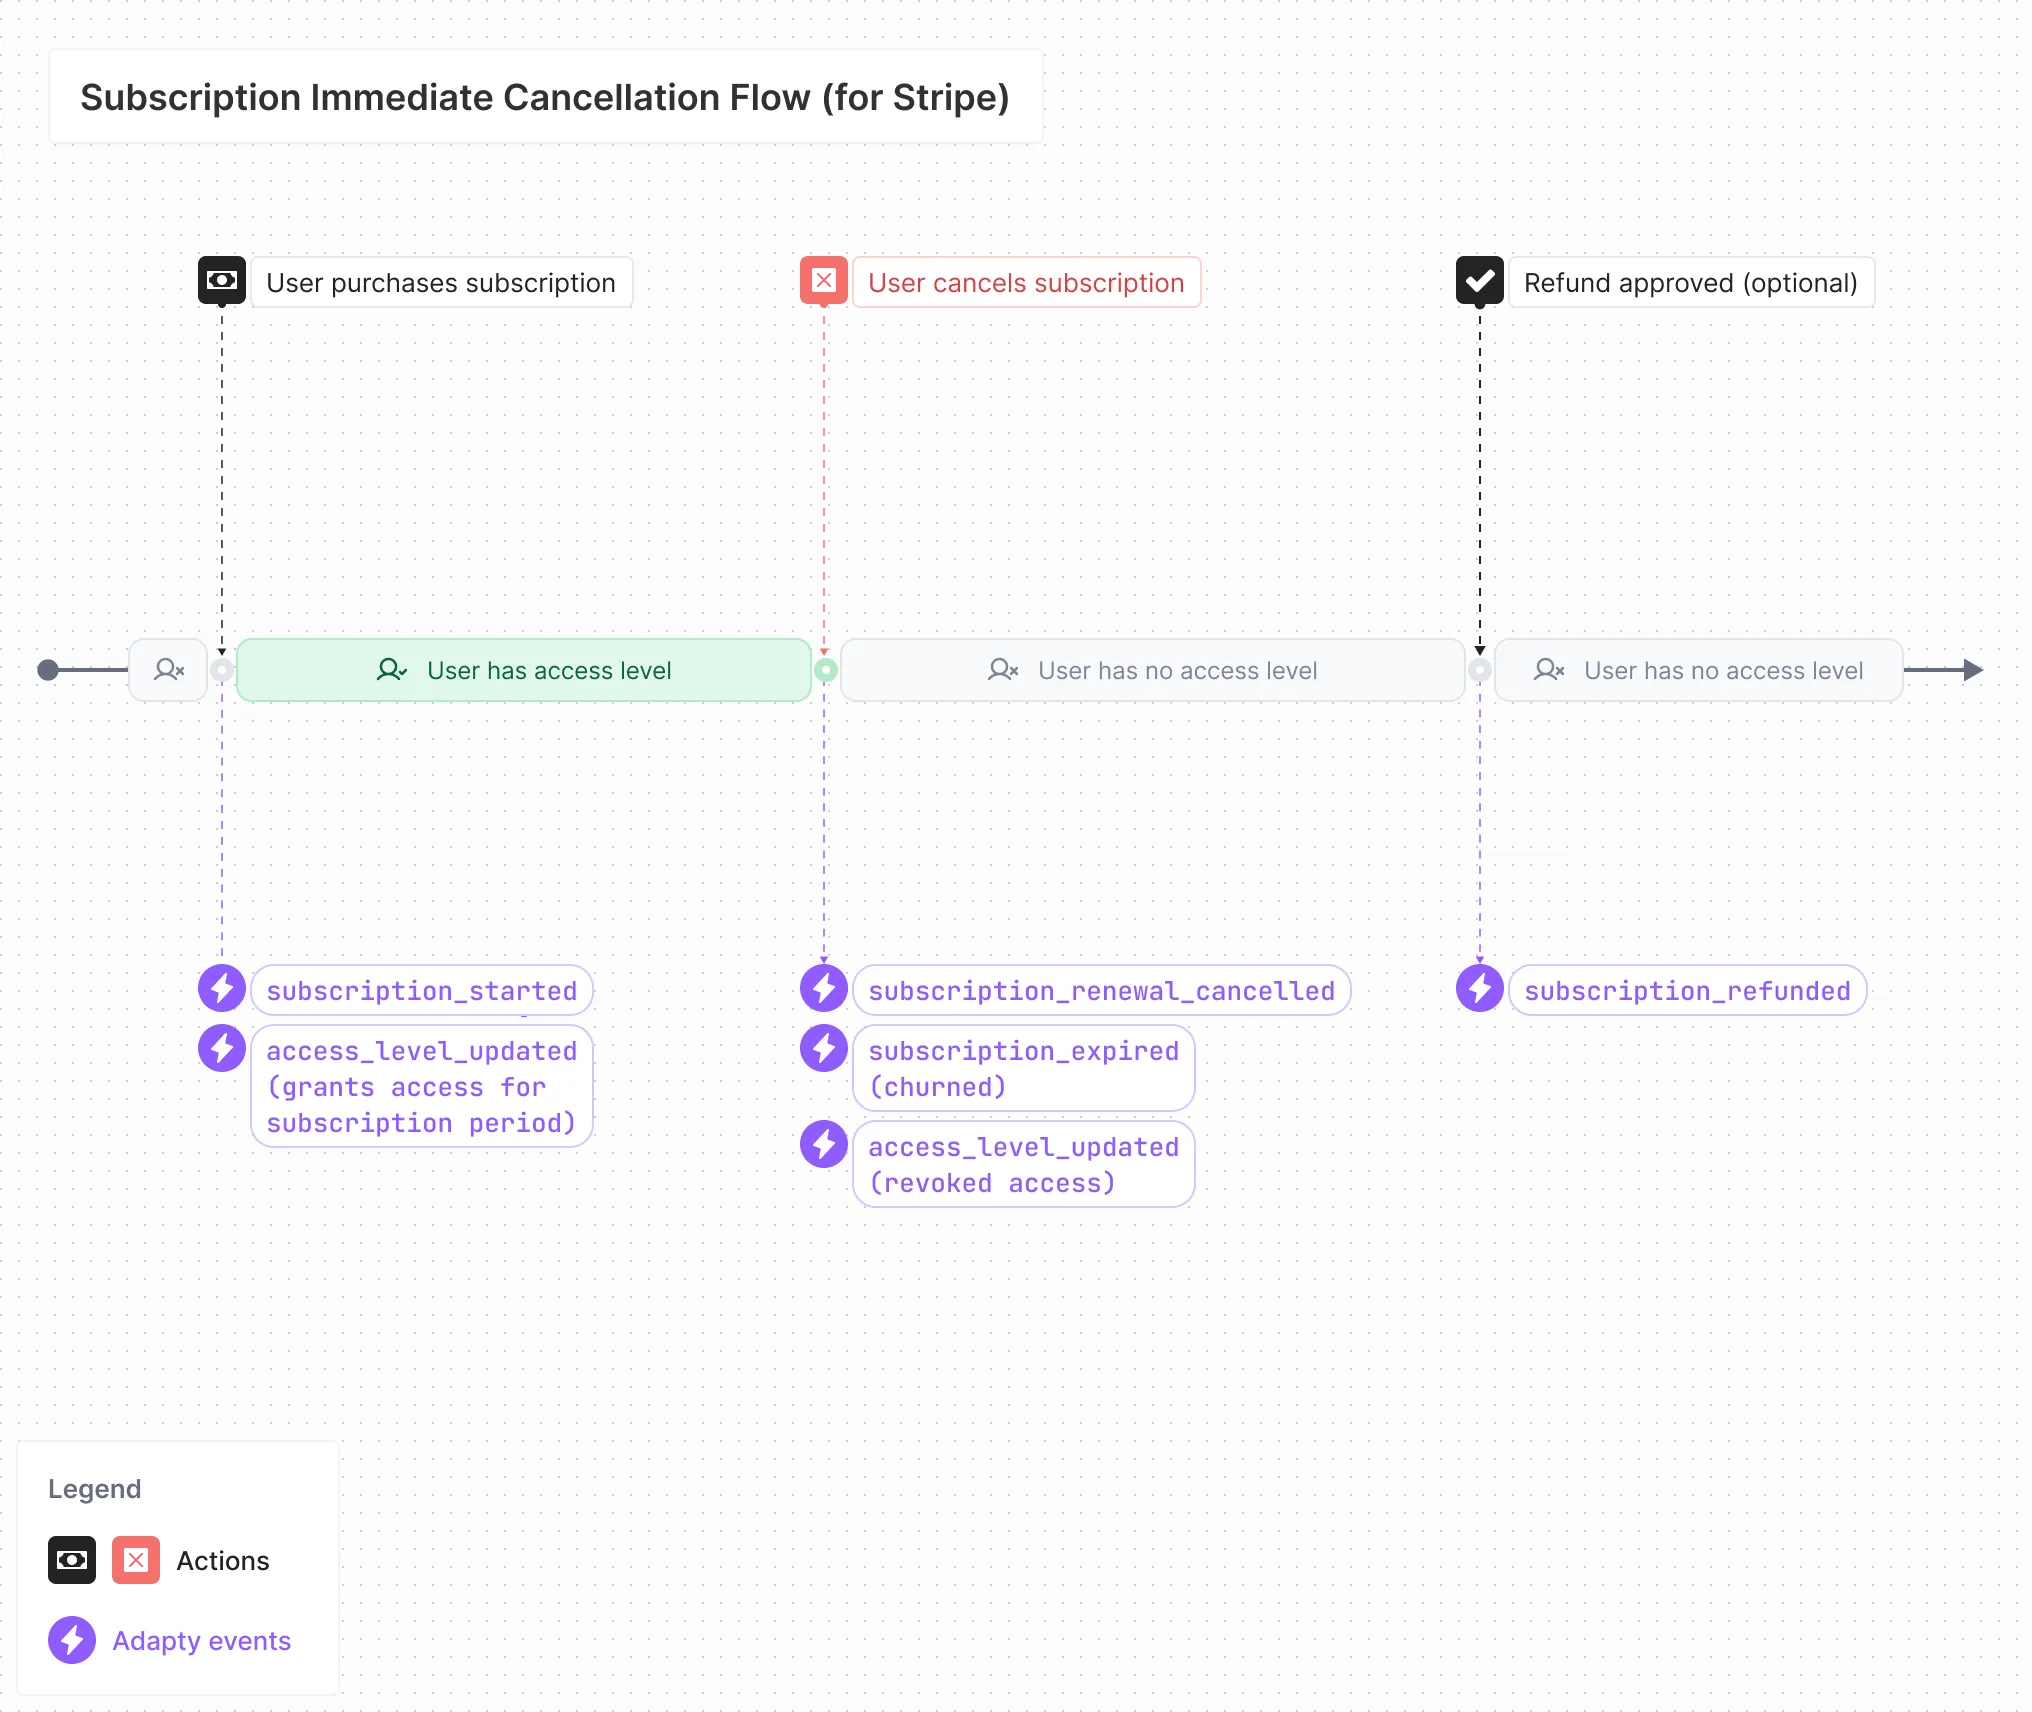 Subscription Immediate Cancellation Flow (for Stripe)
User purchases subscription
User cancels subscription
Refund approved (optional)
User has access level
User has no access level
User has no access level
subscription_started
access_level_updated
(grants access for
subscription period)
subscription_renewal_cancelled
subscription_expired
(churned)
access_level_updated
(revoked access)
subscription_refunded
Legend
Actions
Adapty events